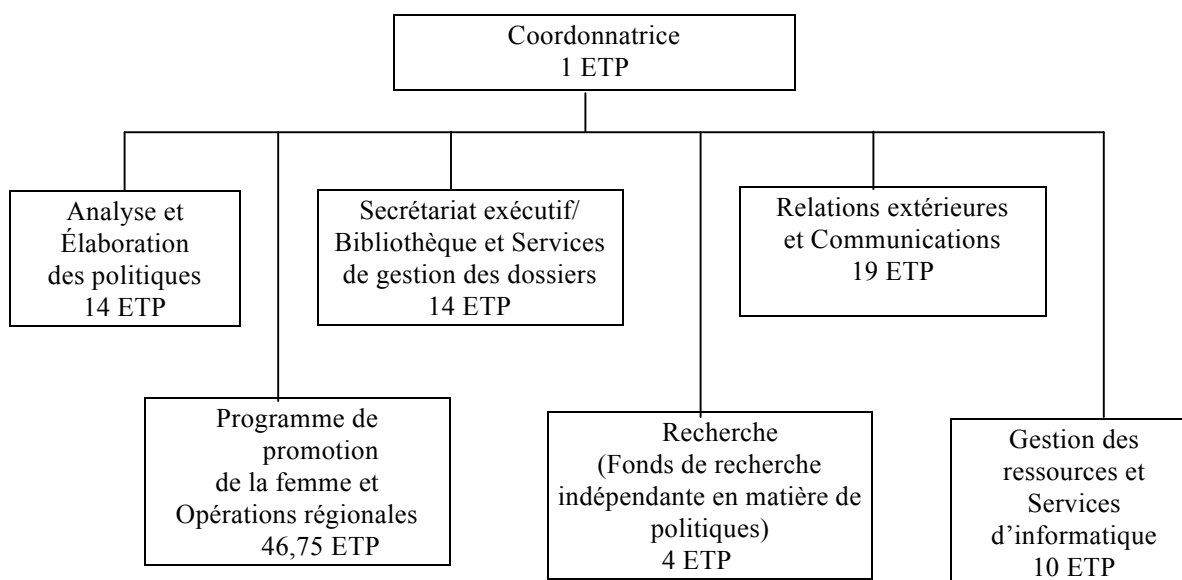 Coordonnatrice
1 ETP
Analyse et
Élaboration
des politiques
14 ETP
Secrétariat exécutif/
Bibliothèque et Services
de gestion des dossiers
14 ETP
Relations extérieures
et Communications
19 ETP
Programme de
promotion
de la femme et
Opérations régionales
46,75 ETP
Recherche
(Fonds de recherche
indépendante en matière de
politiques)
4 ETP
Gestion des
ressources et
Services
d’informatique
10 ETP